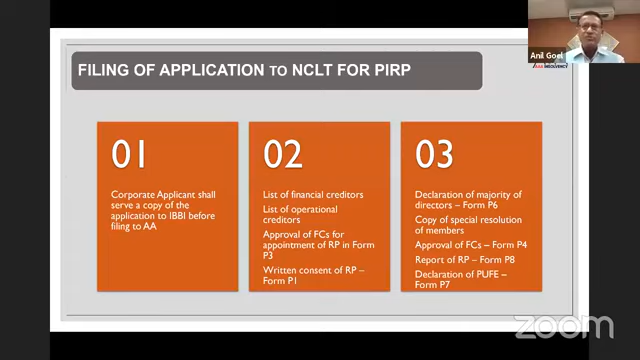 Anil Goel
INSOLVENCY
FILING OF APPLICATION TO NCLT FOR PIRP
01
Corporate Applicant shall
serve a copy of the
application to IBBI before
filing to AA
02
List of financial creditors
List of operational
creditors
Approval of FCs for
appointment of RP in Form
P3
Written consent of RP –
Form P1
03
Declaration of majority of
directors – Form P6
Copy of special resolution
of members
Approval of FCs – Form P4
Report of RP – Form P8
Declaration of PUFE –
Form P7
zoom